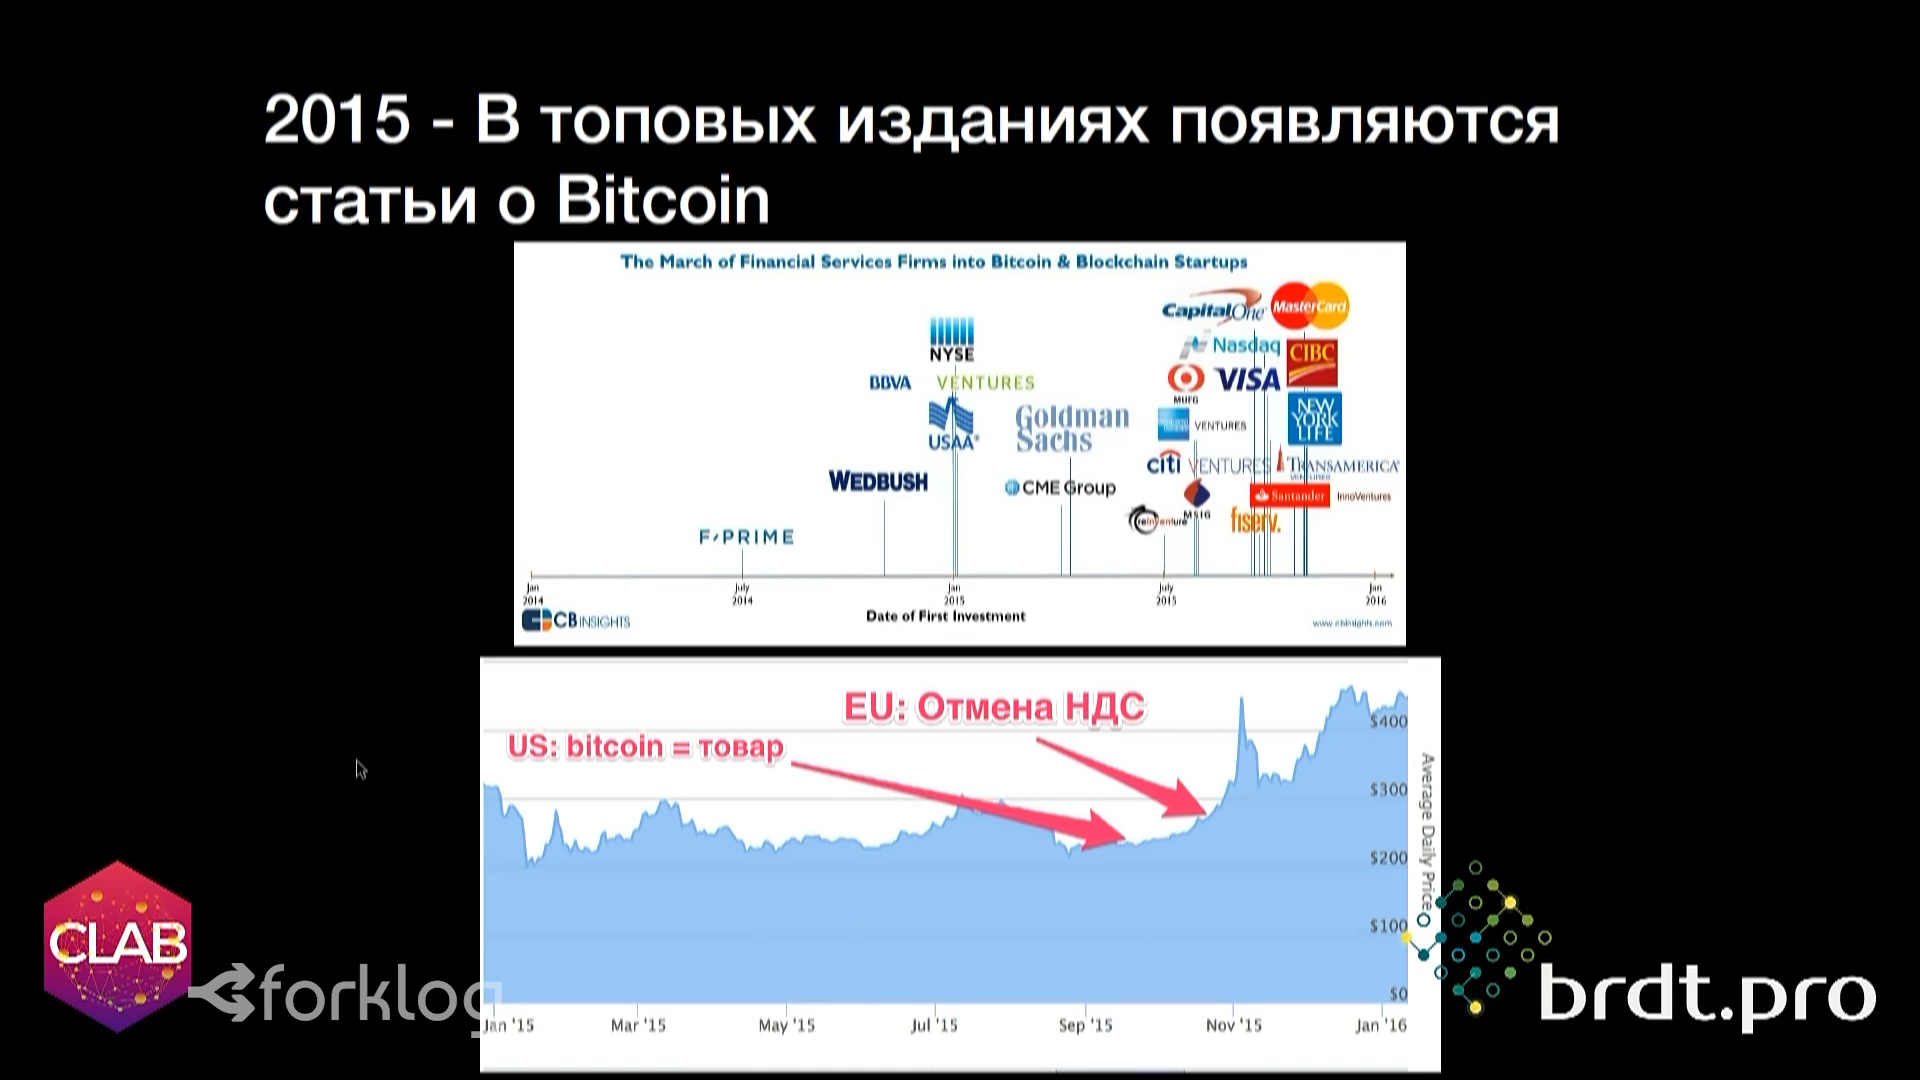 2015 - В топовых изданиях появляются
статьи о Bitcoin
The March of Financial Services Firms into Bitcoin & Blockchain Startups
CapitalOne MasterCard
NYSE
Nasdaq CIBC
BBVA VENTURES
MUFG VISA
USAA
Goldman
Sachs
VENTURES
NEW
YORK
LIFE
citi VENTURES TRANSAMERICA
VENTURES
WEDBUSH
CME Group
MSIG
Santander InnoVentures
reinventure
fiserv.
F-PRIME
Jan
2014
July
2014
Jan
2015
July
2015
Jan
2016
CBINSIGHTS
Date of First Investment
www.cbinsights.com
EU: Отмена НДС
US: bitcoin = товар
$400
$300
$200
$100
$0
Average Daily Price
Jan '15 Mar '15 May '15 Jul '15 Sep '15 Nov '15 Jan '16
CLAB
forklog
brdt.pro